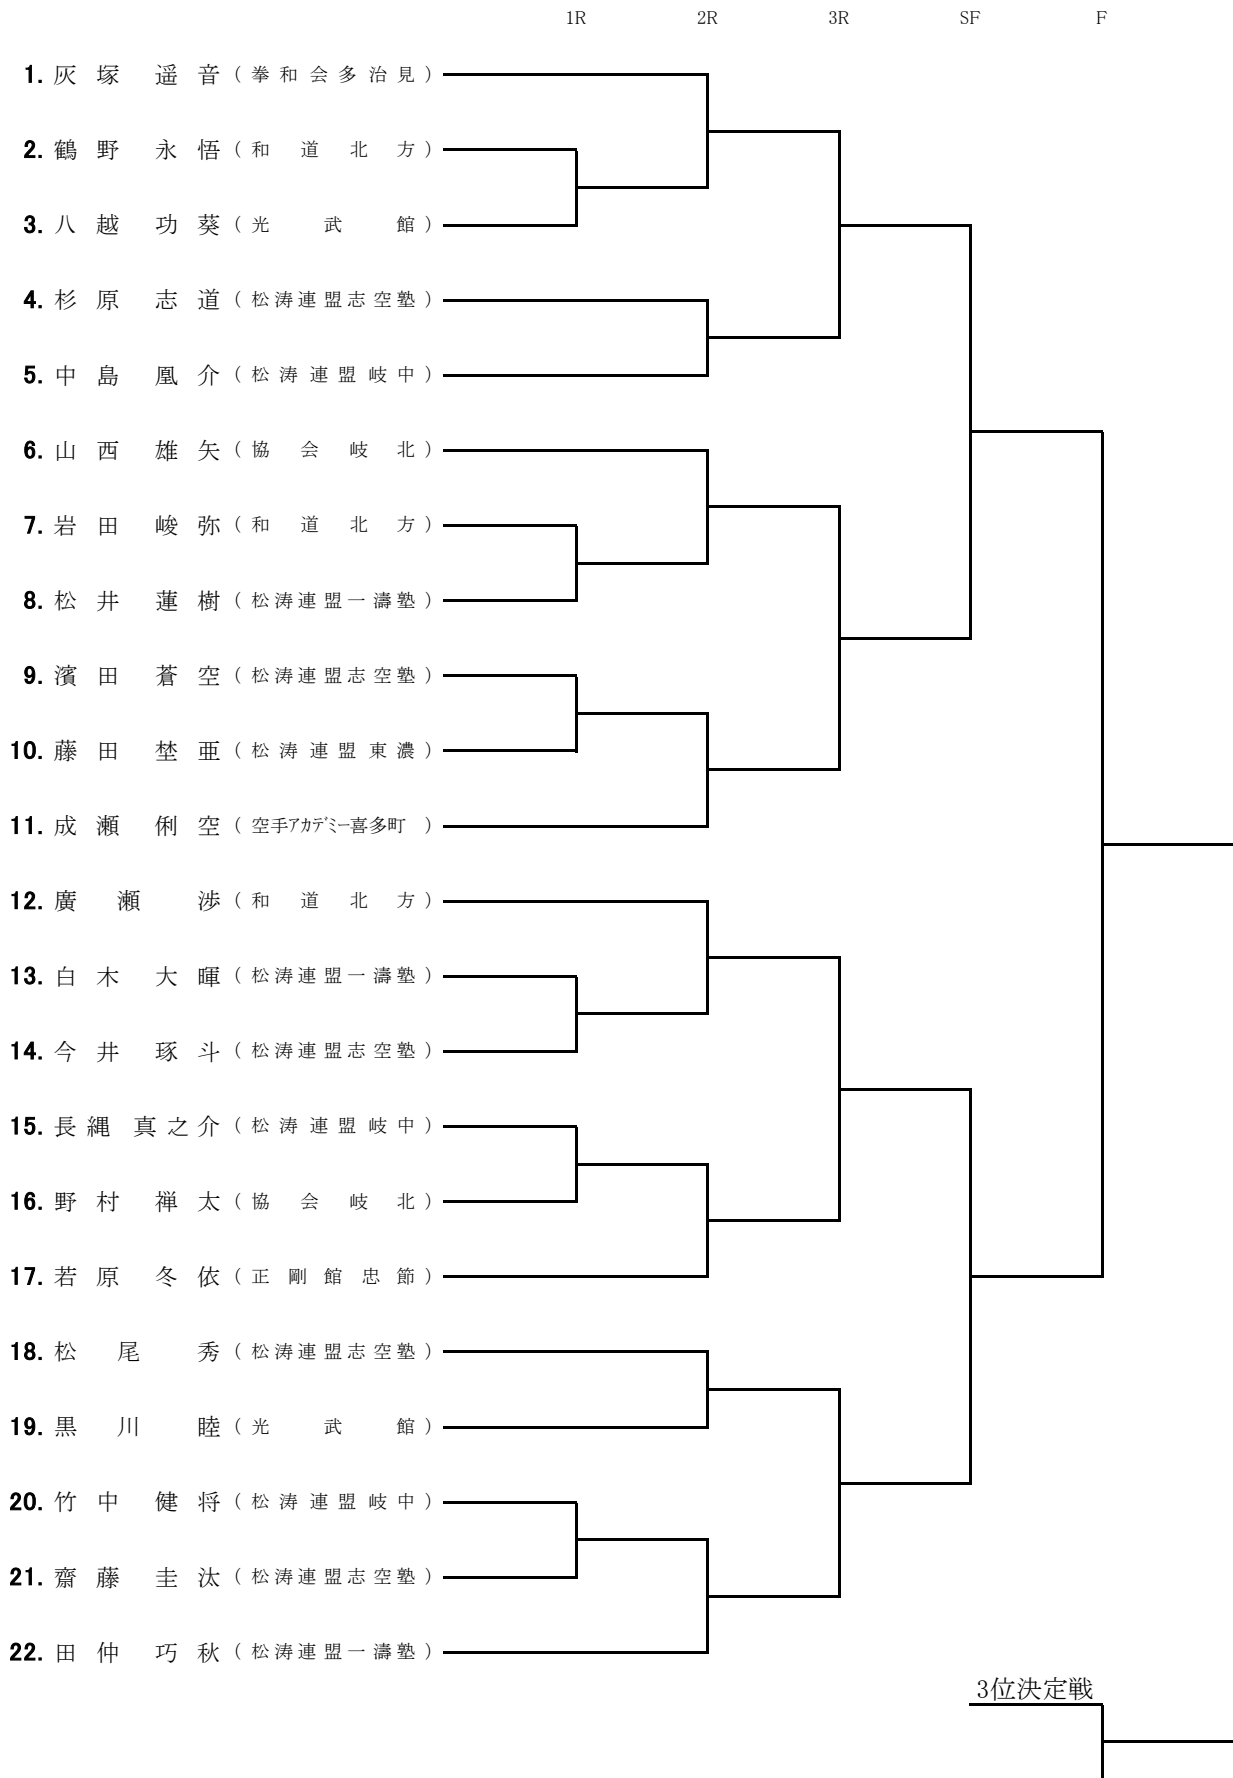 1R 2R 3R SF F
1. 灰塚 遥音 (拳和会多治見)
2. 鶴野 永悟 (和道北方)
3. 八越 功葵 (光武館)
4. 杉原 志道 (松涛連盟志空塾)
5. 中島 凰介 (松涛連盟岐中)
6. 山西 雄矢 (協会岐北)
7. 岩田 峻弥 (和道北方)
8. 松井 蓮樹 (松涛連盟一濤塾)
9. 濱田 蒼空 (松涛連盟志空塾)
10. 藤田 埜亜 (松涛連盟東濃)
11. 成瀬 俐空 (空手アカデミー喜多町)
12. 廣瀬 渉 (和道北方)
13. 白木 大暉 (松涛連盟一濤塾)
14. 今井 琢斗 (松涛連盟志空塾)
15. 長縄 真之介 (松涛連盟岐中)
16. 野村 禅太 (協会岐北)
17. 若原 冬依 (正剛館忠節)
18. 松尾 秀 (松涛連盟志空塾)
19. 黒川 睦 (光武館)
20. 竹中 健将 (松涛連盟岐中)
21. 齋藤 圭汰 (松涛連盟志空塾)
22. 田仲 巧秋 (松涛連盟一濤塾)
3位決定戦